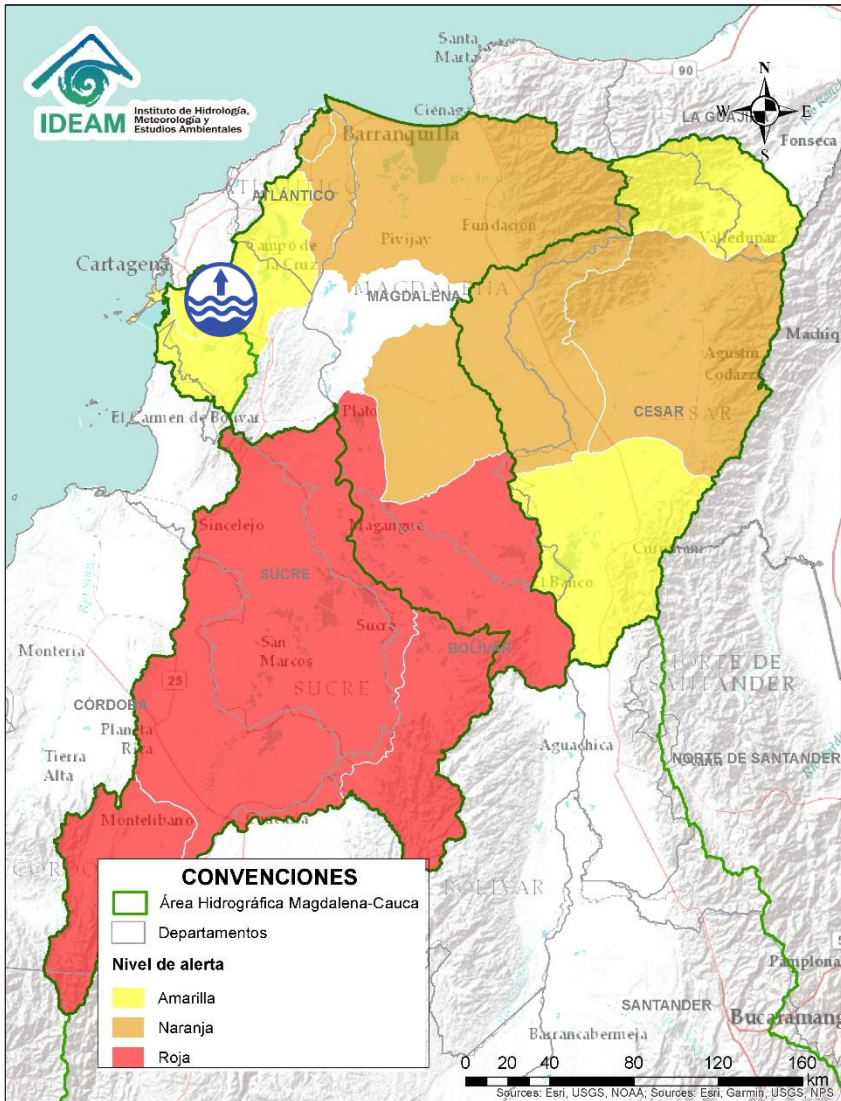 IDEAM
Instituto de Hidrología,
Meteorología y
Estudios Ambientales
Santa
Marta
90
N
W
E
S
LA GUAJI
Fonseca
Ciénaga
Barranquilla
ATLÁNTICO
Valledupar
Pivijay
Fundación
Campo de
la Cruz
Cartagena
MAGDALENA
Machiq
Agustín
Codazzi
El Carmen de Bolívar
Plato
CESAR
Sincelejo
Magangué
SUCRE
El Banco
Sucre
Montería
San
Marcos
BOLÍVAR
SUCRE
25
NORTE DE
SANTANDER
CÓRDOBA
Planeta
Rica
Tierra
Alta
Aguachica
NORTE DE SANTANDER
Montelíbano
BOLÍVAR
CONVENCIONES
Área Hidrográfica Magdalena-Cauca
Departamentos
Nivel de alerta
Amarilla
Naranja
Roja
Pamplona
SANTANDER
Bucaramang
Barrancabermeja
0 20 40 80 120 160
km
Sources: Esri, USGS, NOAA; Sources: Esri, Garmin, USGS, NPS